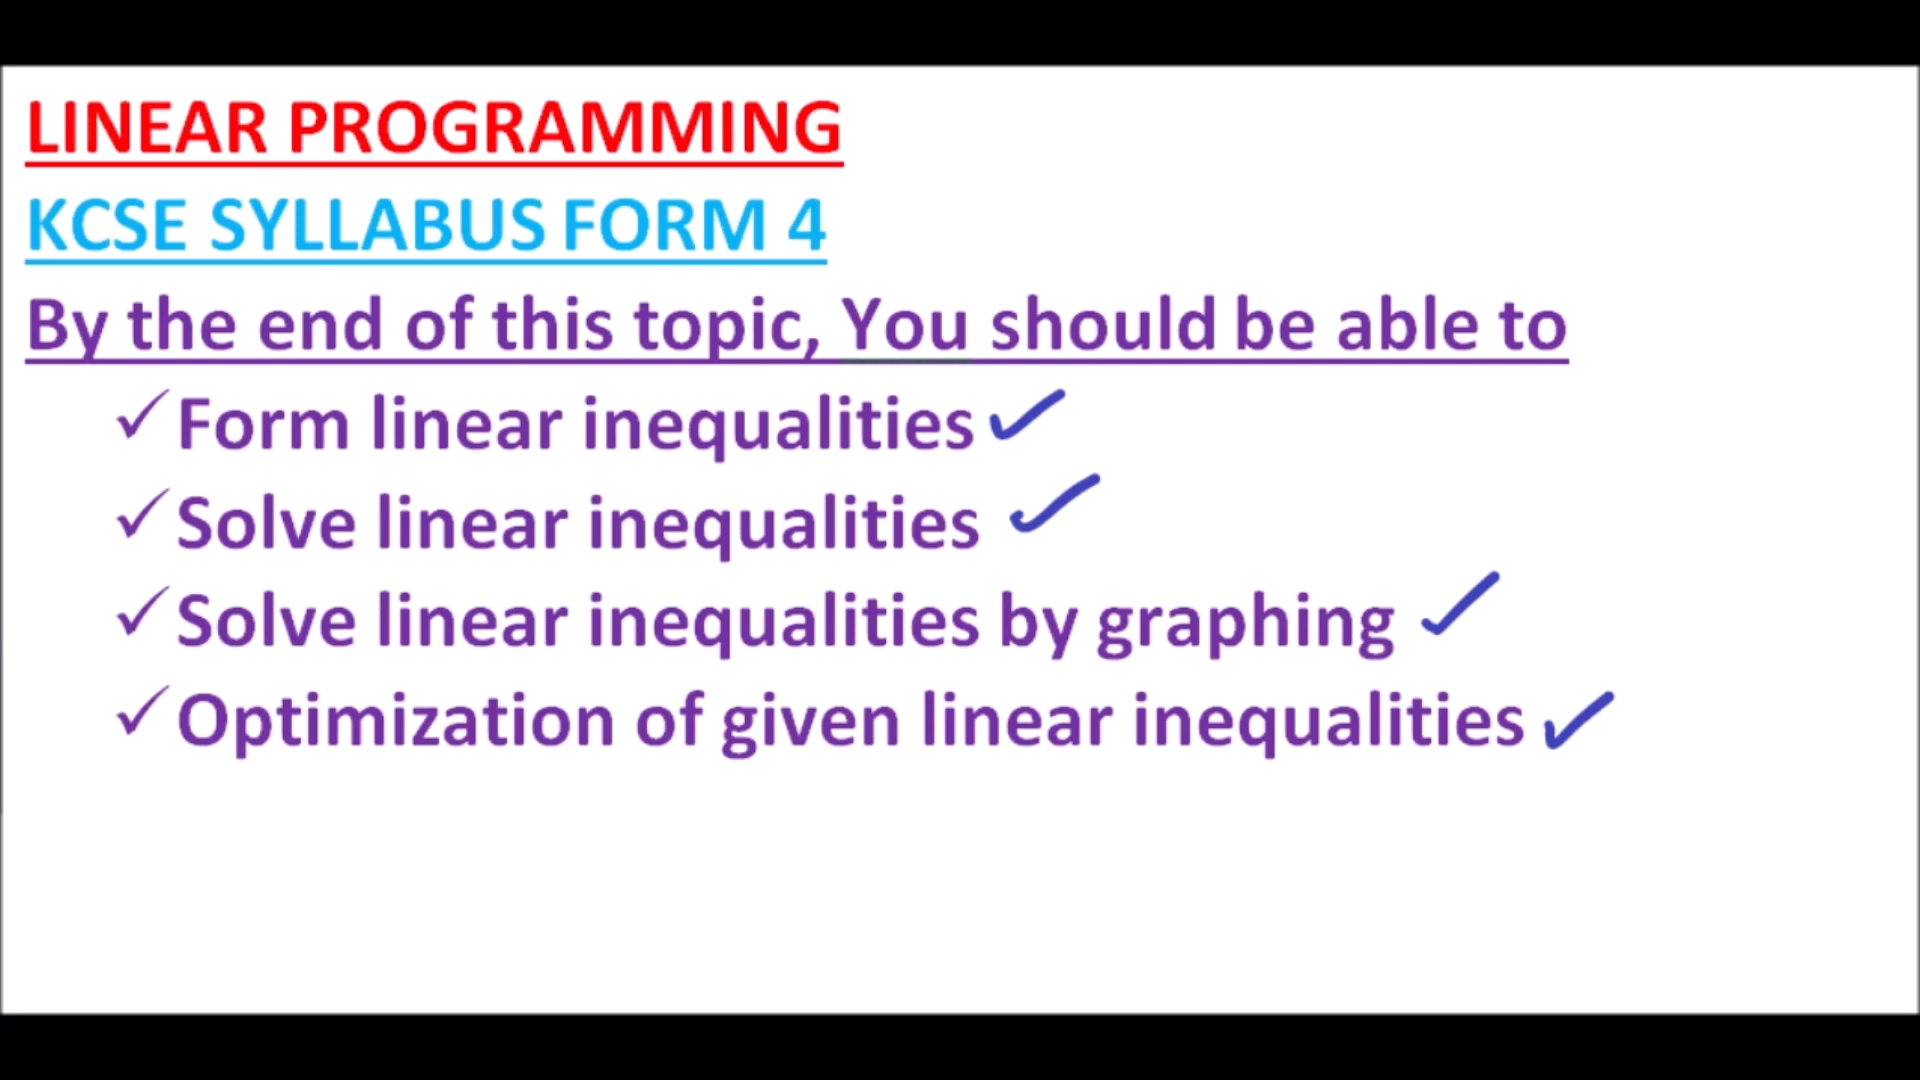 LINEAR PROGRAMMING
KCSE SYLLABUS FORM 4
By the end of this topic, You should be able to
✓ Form linear inequalities ✓
✓ Solve linear inequalities ✓
✓ Solve linear inequalities by graphing ✓
✓ Optimization of given linear inequalities ✓